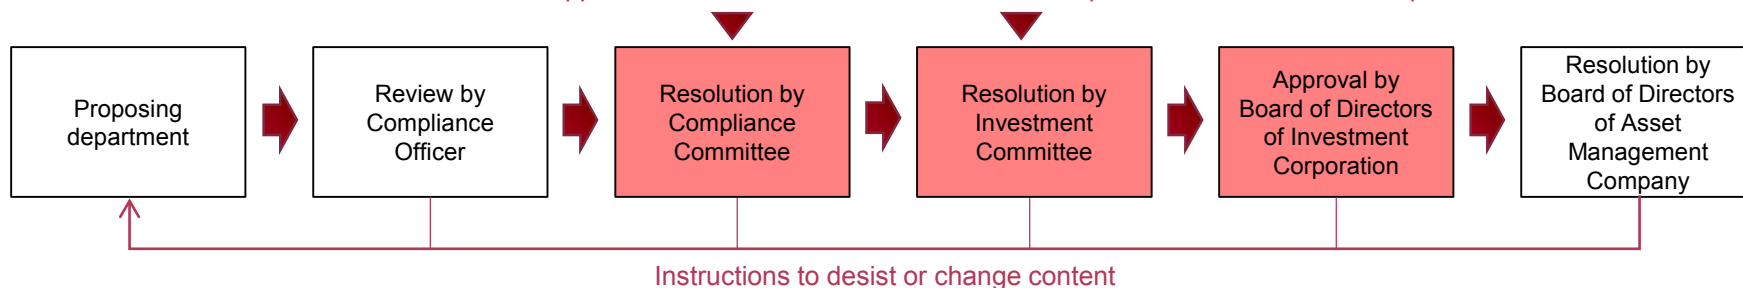 Proposing
department
Review by
Compliance
Officer
Resolution by
Compliance
Committee
Resolution by
Investment
Committee
Approval by
Board of Directors
of Investment
Corporation
Resolution by
Board of Directors
of Asset
Management
Company
Instructions to desist or change content